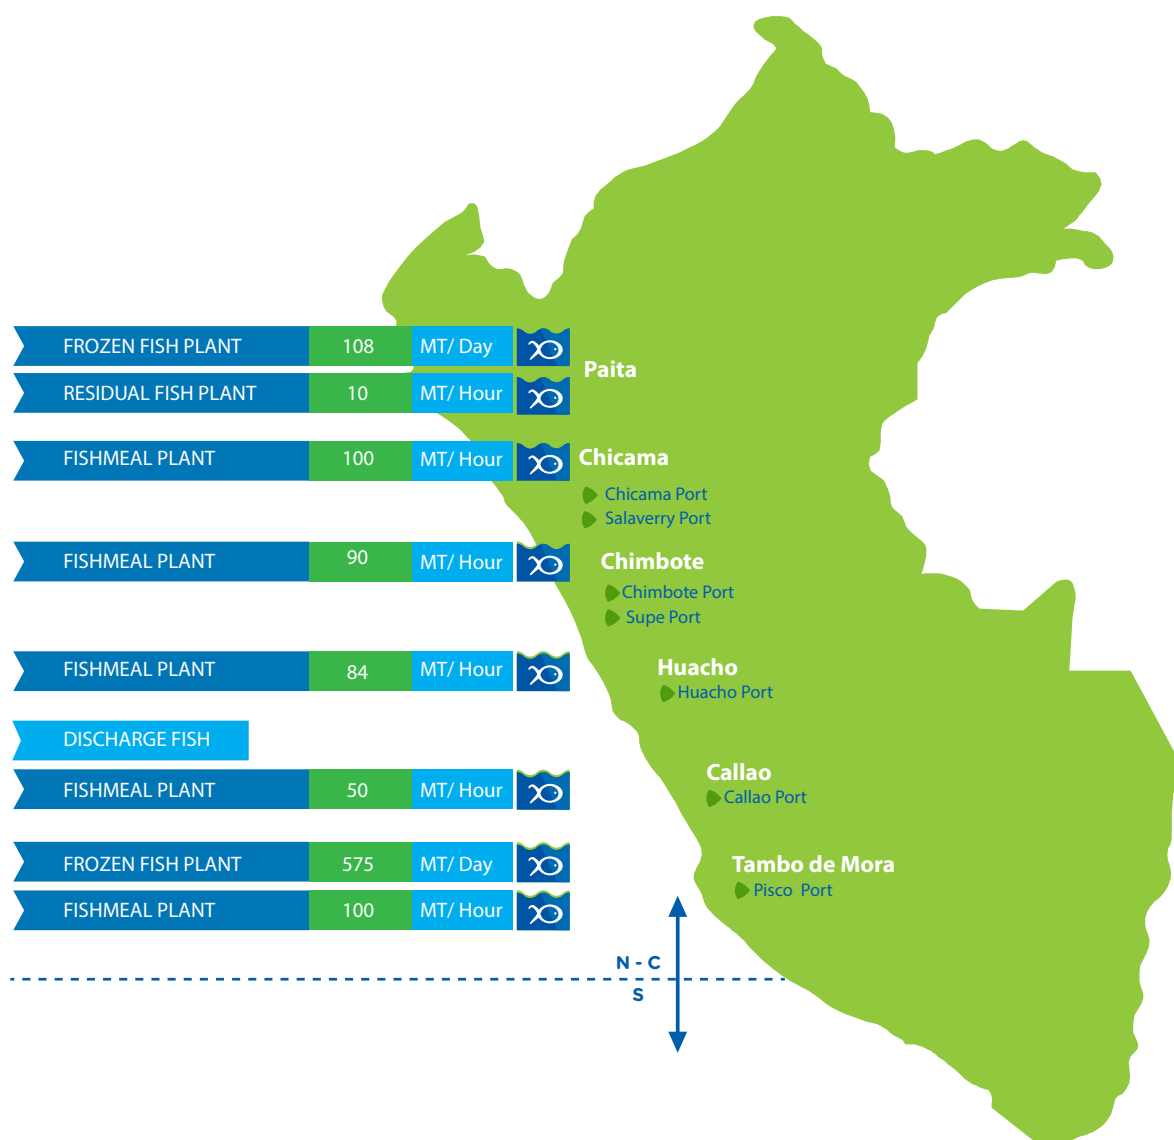 FROZEN FISH PLANT 108 MT/ Day
Paita
RESIDUAL FISH PLANT 10 MT/ Hour
FISHMEAL PLANT 100 MT/ Hour Chicama
Chicama Port
Salaverry Port
FISHMEAL PLANT 90 MT/ Hour Chimbote
Chimbote Port
Supe Port
FISHMEAL PLANT 84 MT/ Hour Huacho
Huacho Port
DISCHARGE FISH
FISHMEAL PLANT 50 MT/ Hour Callao
Callao Port
FROZEN FISH PLANT 575 MT/ Day Tambo de Mora
Pisco Port
FISHMEAL PLANT 100 MT/ Hour
N - C
S